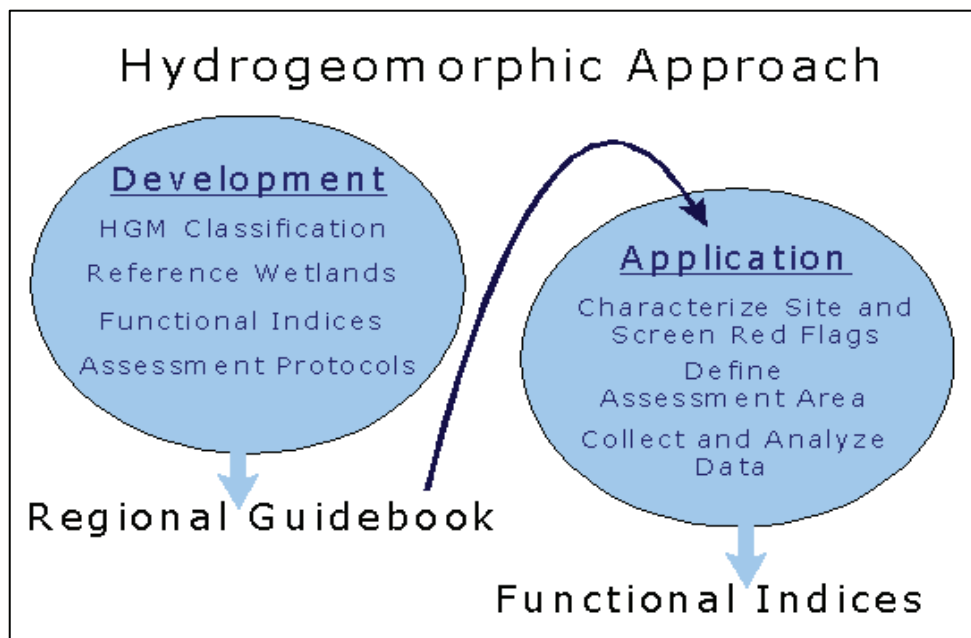 Hydrogeomorphic Approach
Development
HGM Classification
Reference Wetlands
Functional Indices
Assessment Protocols
Regional Guidebook
Application
Characterize Site and
Screen Red Flags
Define
Assessment Area
Collect and Analyze
Data
Functional Indices